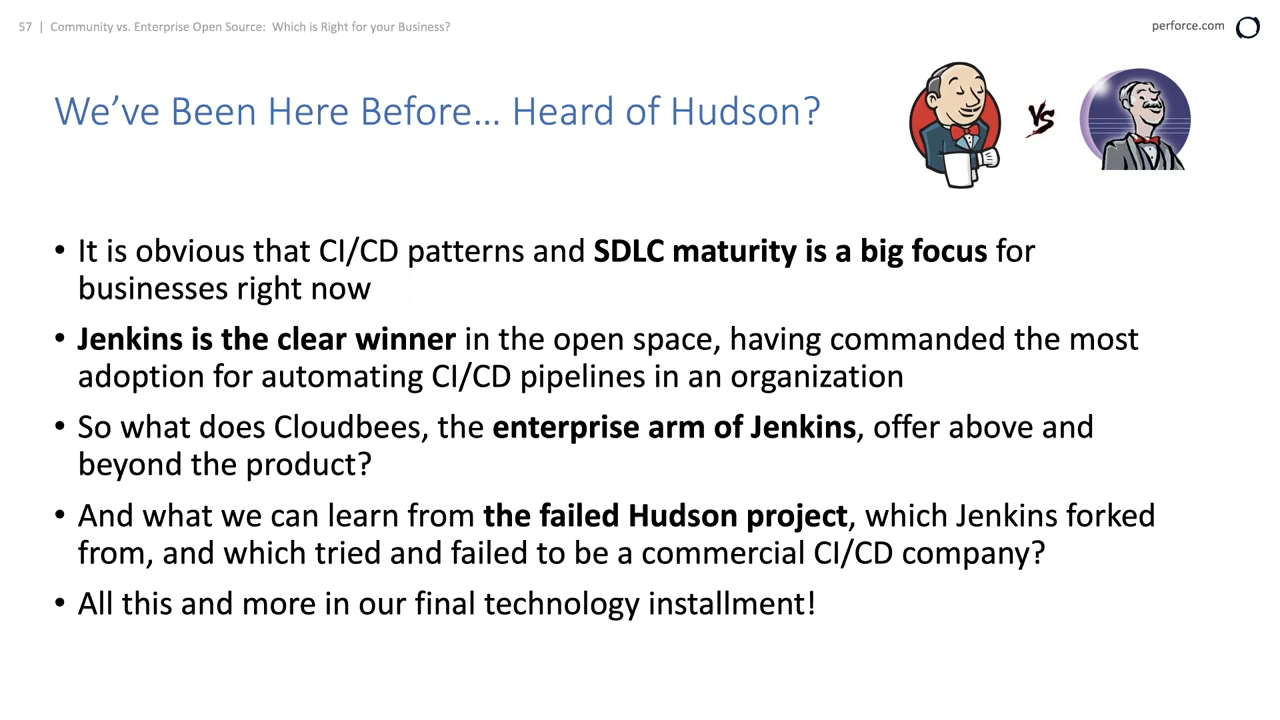 57 | Community vs. Enterprise Open Source: Which is Right for your Business?
perforce.com
We've Been Here Before... Heard of Hudson?
VS
• It is obvious that CI/CD patterns and SDLC maturity is a big focus for
businesses right now
• Jenkins is the clear winner in the open space, having commanded the most
adoption for automating CI/CD pipelines in an organization
• So what does Cloudbees, the enterprise arm of Jenkins, offer above and
beyond the product?
• And what we can learn from the failed Hudson project, which Jenkins forked
from, and which tried and failed to be a commercial CI/CD company?
• All this and more in our final technology installment!